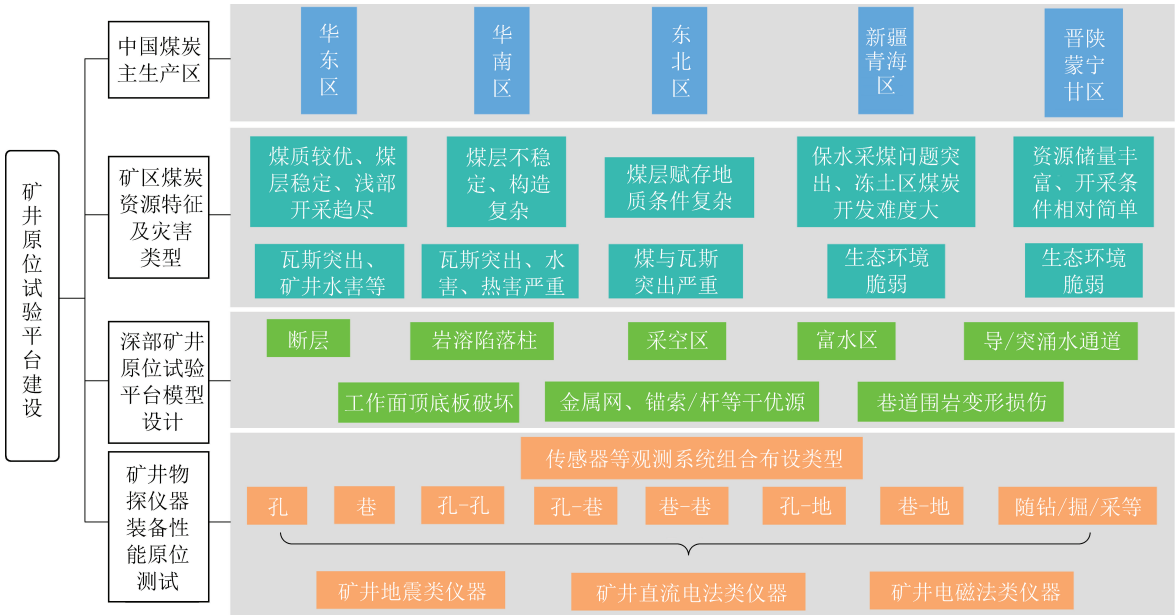 矿井原位试验平台建设
中国煤炭
主生产区
华
东
区
华
南
区
东
北
区
新疆
青海
区
晋陕
蒙宁
甘区
矿区煤炭
资源特征
及灾害
类型
煤质较优、煤
层稳定、浅部
开采趋尽
煤层不稳
定、构造
复杂
煤层赋存地
质条件复杂
保水采煤问题突
出、冻土区煤炭
开发难度大
资源储量丰
富、开采条
件相对简单
瓦斯突出、
矿井水害等
瓦斯突出、水
害、热害严重
煤与瓦斯
突出严重
生态环境
脆弱
生态环境
脆弱
深部矿井
原位试验
平台模型
设计
断层
岩溶陷落柱
采空区
富水区
导/突涌水通道
工作面顶底板破坏
金属网、锚索/杆等干优源
巷道围岩变形损伤
矿井物
探仪器
装备性
能原位
测试
传感器等观测系统组合布设类型
孔
巷
孔-孔
孔-巷
巷-巷
孔-地
巷-地
随钻/掘/采等
矿井地震类仪器
矿井直流电法类仪器
矿井电磁法类仪器